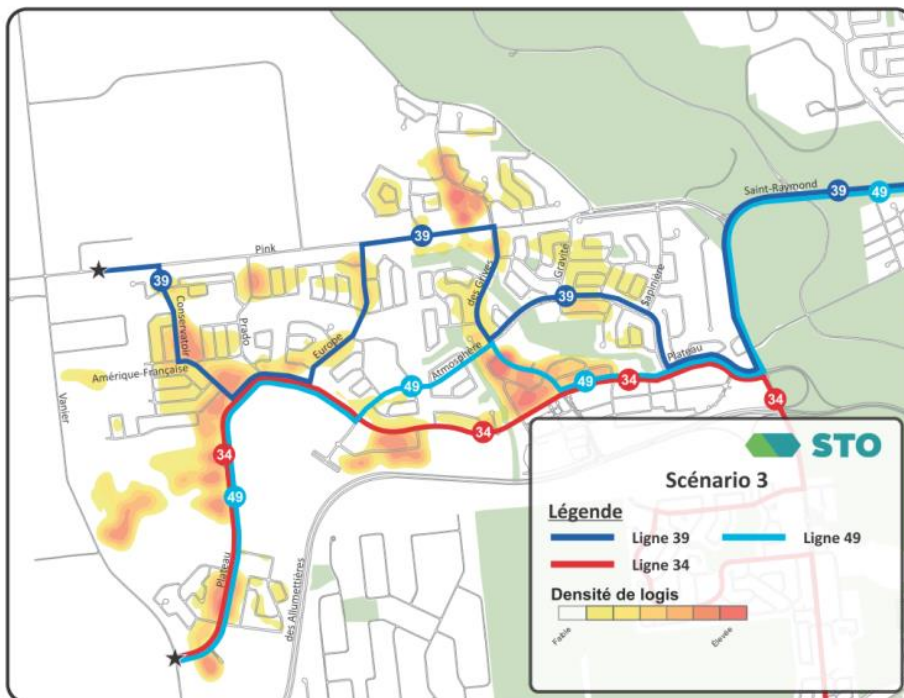 Saint-Raymond
39
49
Pink
39
39
Conservatoir
Prado
Europe
des Grives
Gravité
Sapinière
39
Amérique-Française
Atmosphère
Plateau
49
49
34
34
34
Vanier
34
49
Plateau
des Allumettières
STO
Scénario 3
Légende
Ligne 39
Ligne 49
Ligne 34
Densité de logis
Faible
Élevée